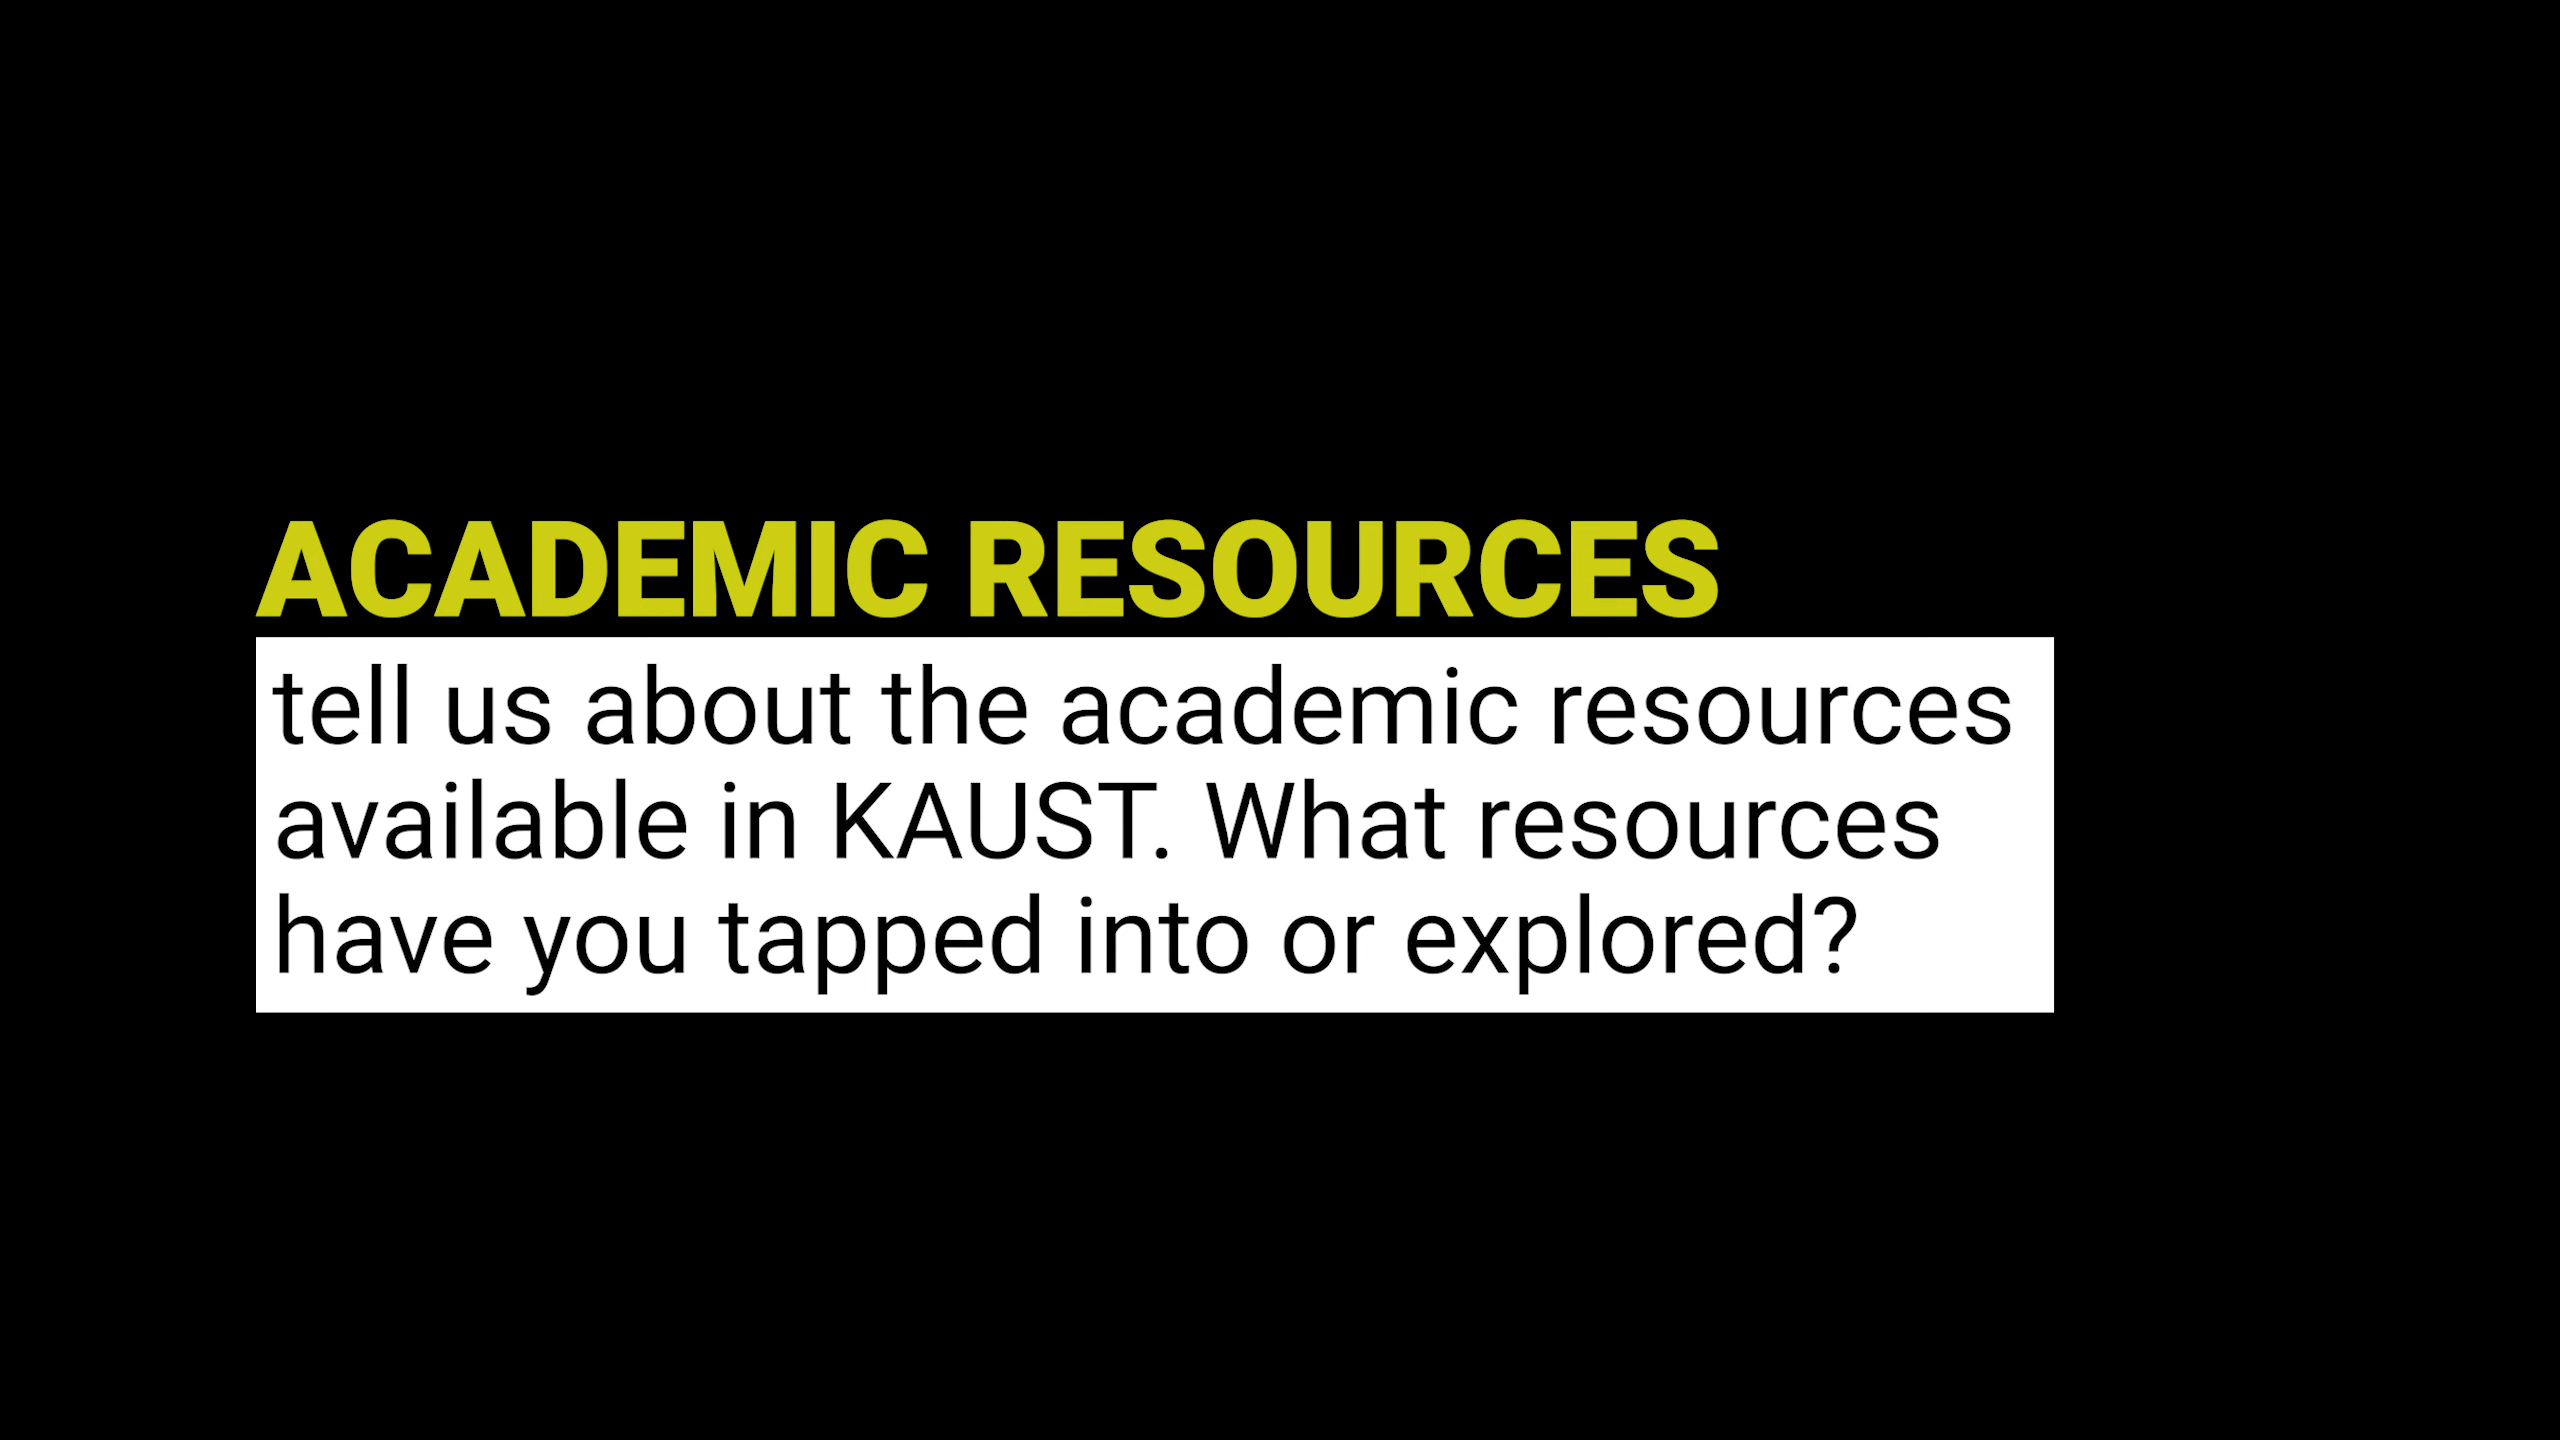 ACADEMIC RESOURCES
tell us about the academic resources
available in KAUST. What resources
have you tapped into or explored?